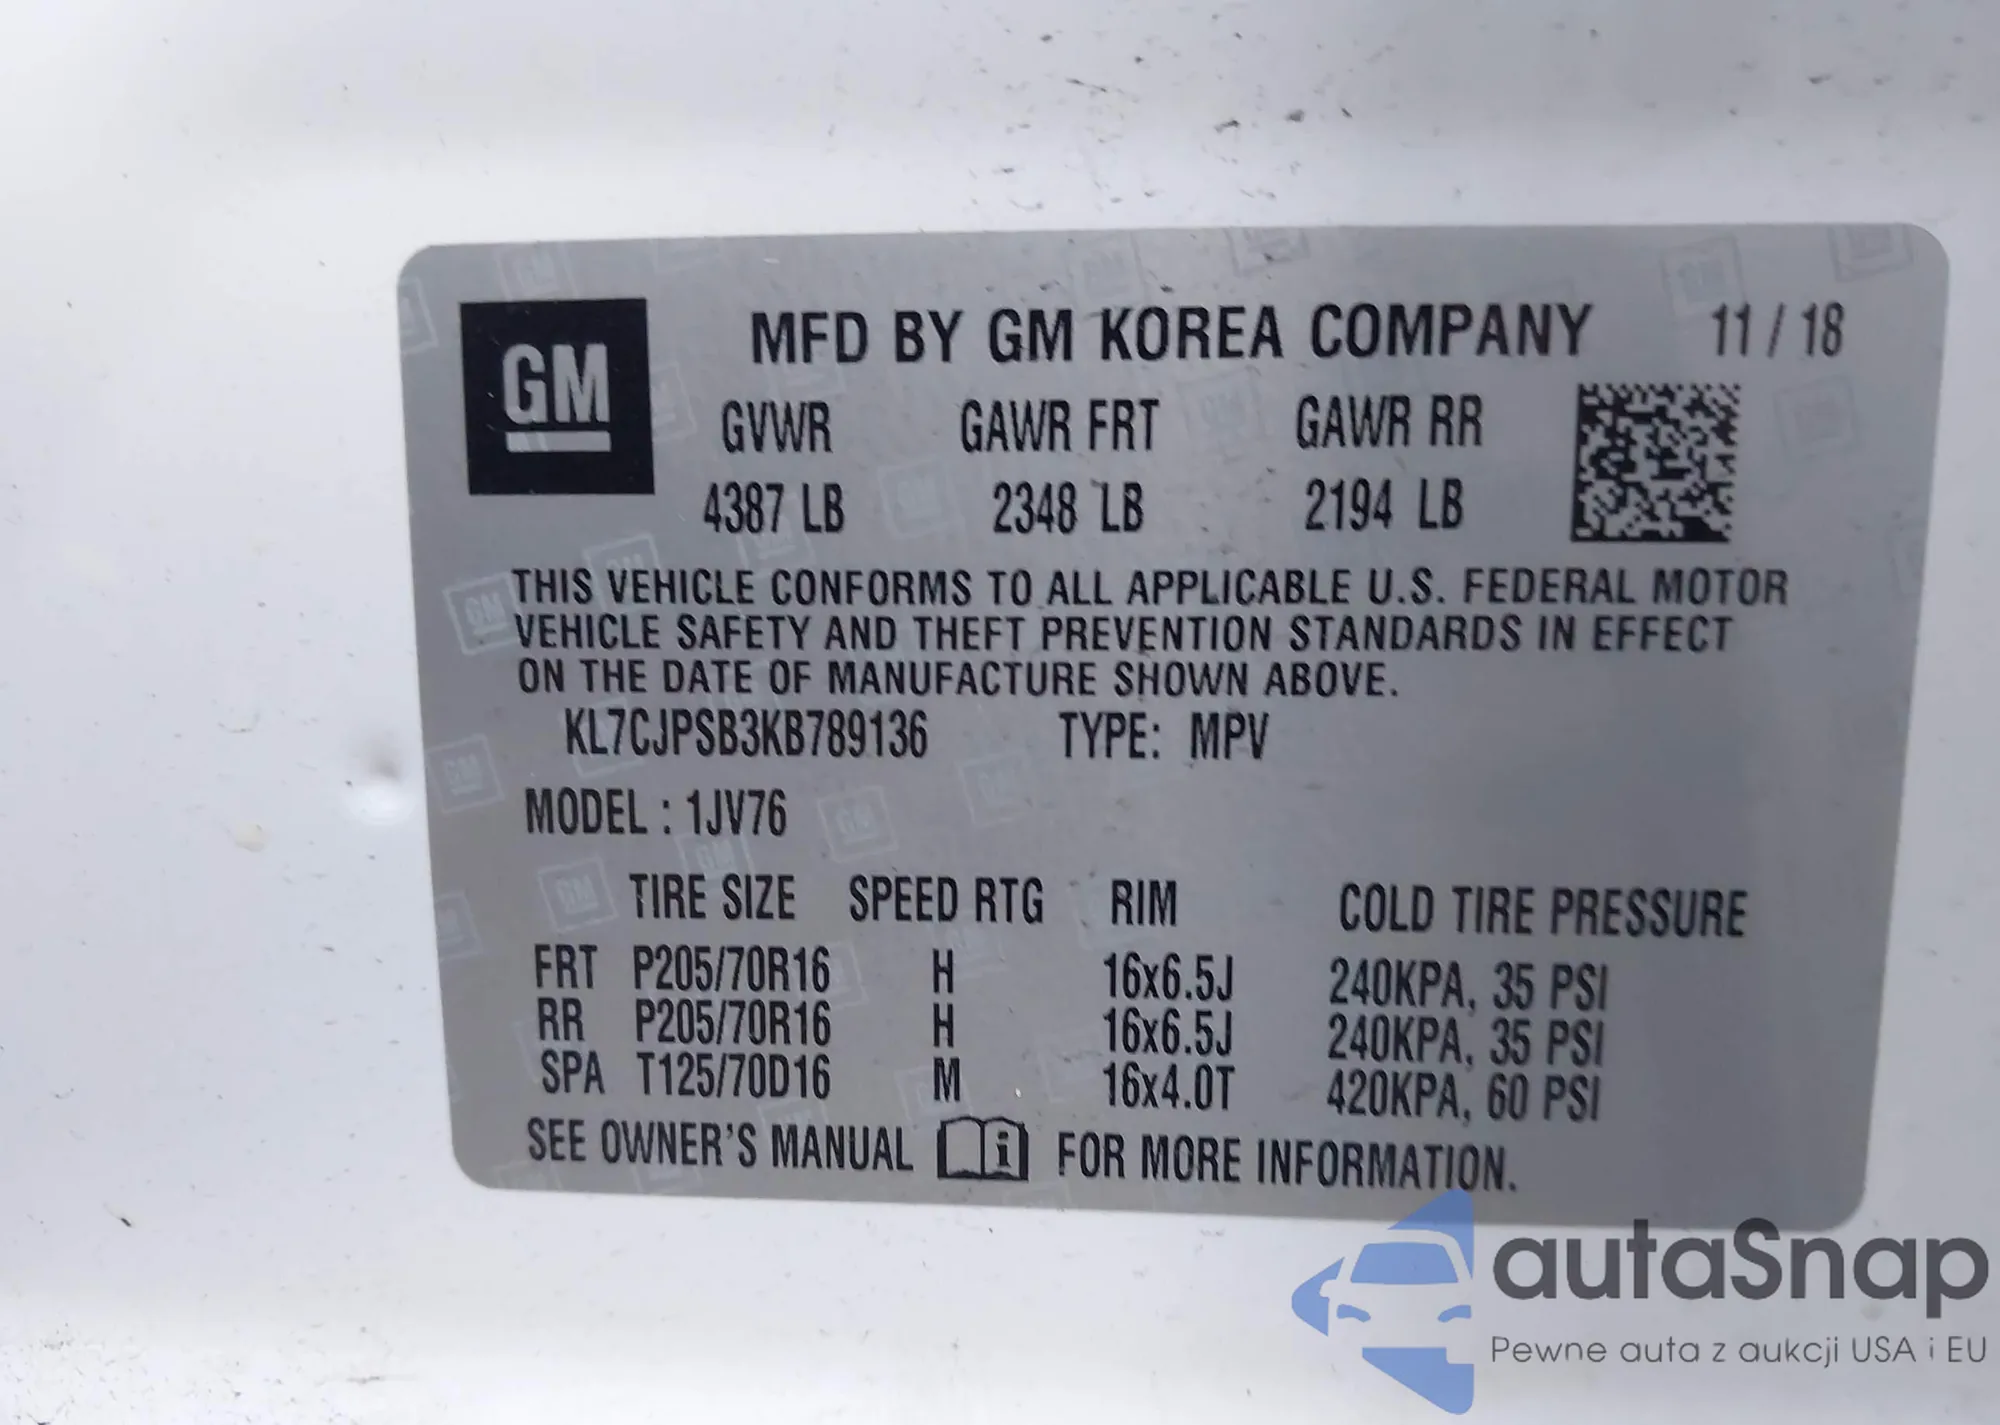 GM
MFD BY GM KOREA COMPANY 11 / 18
GVWR GAWR FRT GAWR RR
4387 LB 2348 LB 2194 LB
THIS VEHICLE CONFORMS TO ALL APPLICABLE U.S. FEDERAL MOTOR
VEHICLE SAFETY AND THEFT PREVENTION STANDARDS IN EFFECT
ON THE DATE OF MANUFACTURE SHOWN ABOVE.
KL7CJPSB3KB789136 TYPE: MPV
MODEL : 1JV76
TIRE SIZE SPEED RTG RIM COLD TIRE PRESSURE
FRT P205/70R16 H 16x6.5J 240KPA, 35 PSI
RR P205/70R16 H 16x6.5J 240KPA, 35 PSI
SPA T125/70D16 M 16x4.0T 420KPA, 60 PSI
SEE OWNER'S MANUAL i FOR MORE INFORMATION.
autaSnap
Pewne auta z aukcji USA i EU